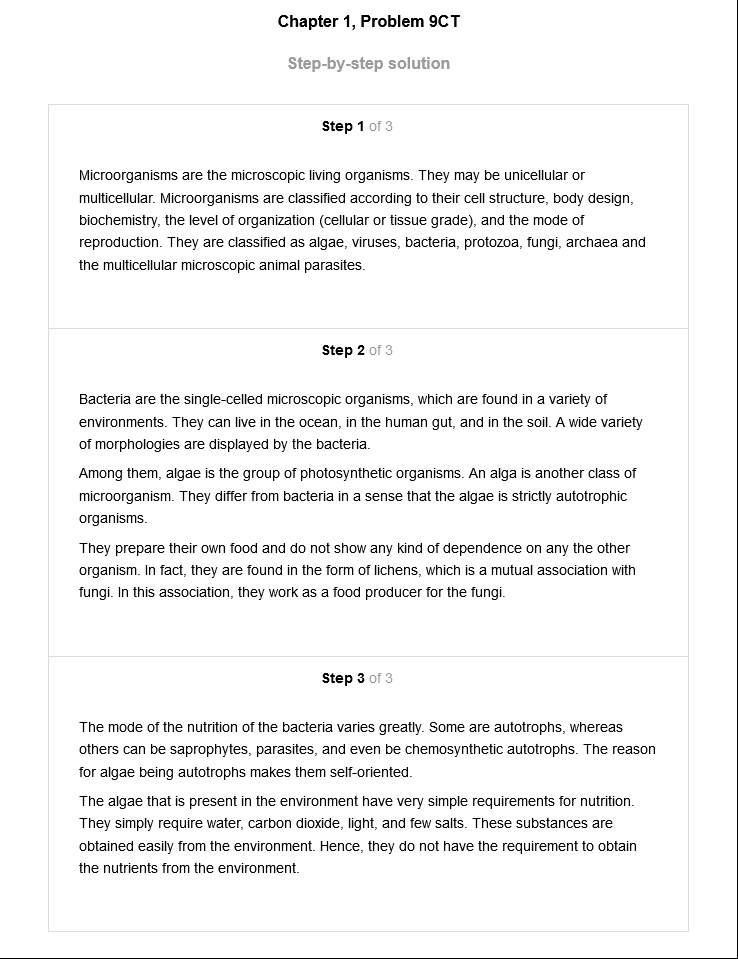 Chapter 1, Problem 9CT
Step-by-step solution
Step 1 of 3
Microorganisms are the microscopic living organisms. They may be unicellular or
multicellular. Microorganisms are classified according to their cell structure, body design,
biochemistry, the level of organization (cellular or tissue grade), and the mode of
reproduction. They are classified as algae, viruses, bacteria, protozoa, fungi, archaea and
the multicellular microscopic animal parasites.
Step 2 of 3
Bacteria are the single-celled microscopic organisms, which are found in a variety of
environments. They can live in the ocean, in the human gut, and in the soil. A wide variety
of morphologies are displayed by the bacteria.
Among them, algae is the group of photosynthetic organisms. An alga is another class of
microorganism. They differ from bacteria in a sense that the algae is strictly autotrophic
organisms.
They prepare their own food and do not show any kind of dependence on any the other
organism. In fact, they are found in the form of lichens, which is a mutual association with
fungi. In this association, they work as a food producer for the fungi.
Step 3 of 3
The mode of the nutrition of the bacteria varies greatly. Some are autotrophs, whereas
others can be saprophytes, parasites, and even be chemosynthetic autotrophs. The reason
for algae being autotrophs makes them self-oriented.
The algae that is present in the environment have very simple requirements for nutrition.
They simply require water, carbon dioxide, light, and few salts. These substances are
obtained easily from the environment. Hence, they do not have the requirement to obtain
the nutrients from the environment.